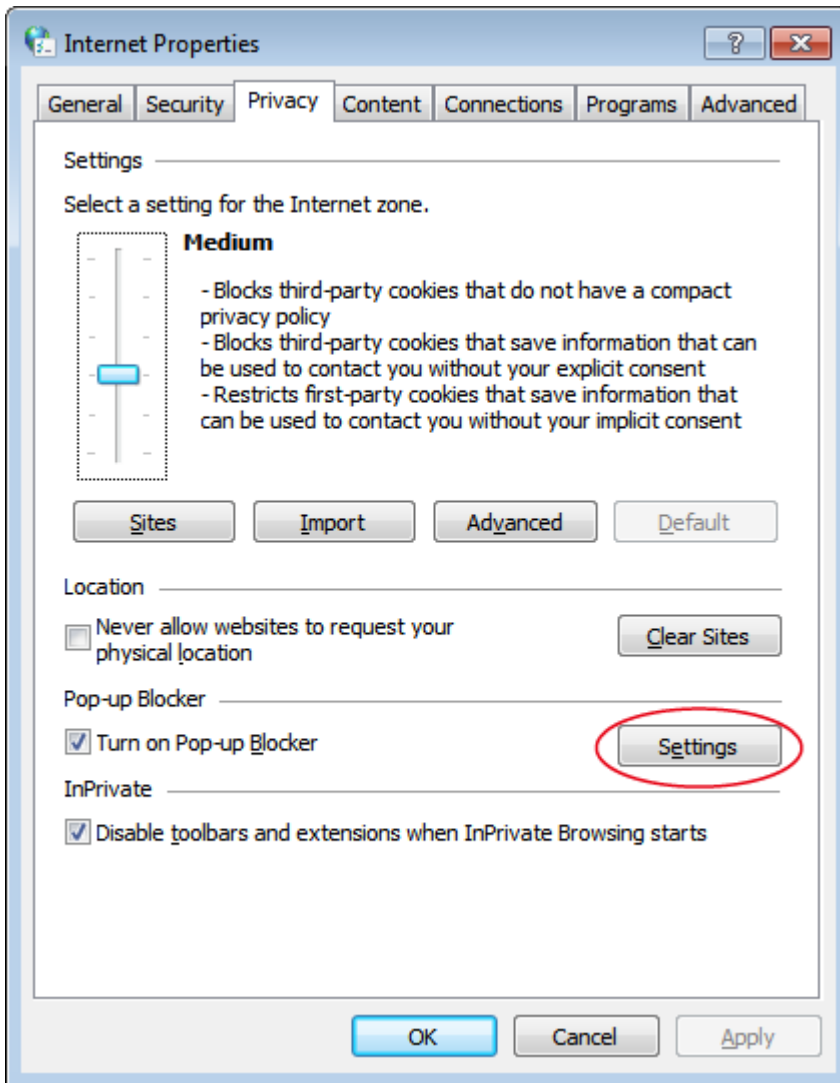 Internet Properties
General Security Privacy Content Connections Programs Advanced
Settings
Select a setting for the Internet zone.
Medium
- Blocks third-party cookies that do not have a compact
privacy policy
- Blocks third-party cookies that save information that can
be used to contact you without your explicit consent
- Restricts first-party cookies that save information that
can be used to contact you without your implicit consent
Sites Import Advanced Default
Location
Never allow websites to request your
physical location
Clear Sites
Pop-up Blocker
Turn on Pop-up Blocker
Settings
InPrivate
Disable toolbars and extensions when InPrivate Browsing starts
OK Cancel Apply